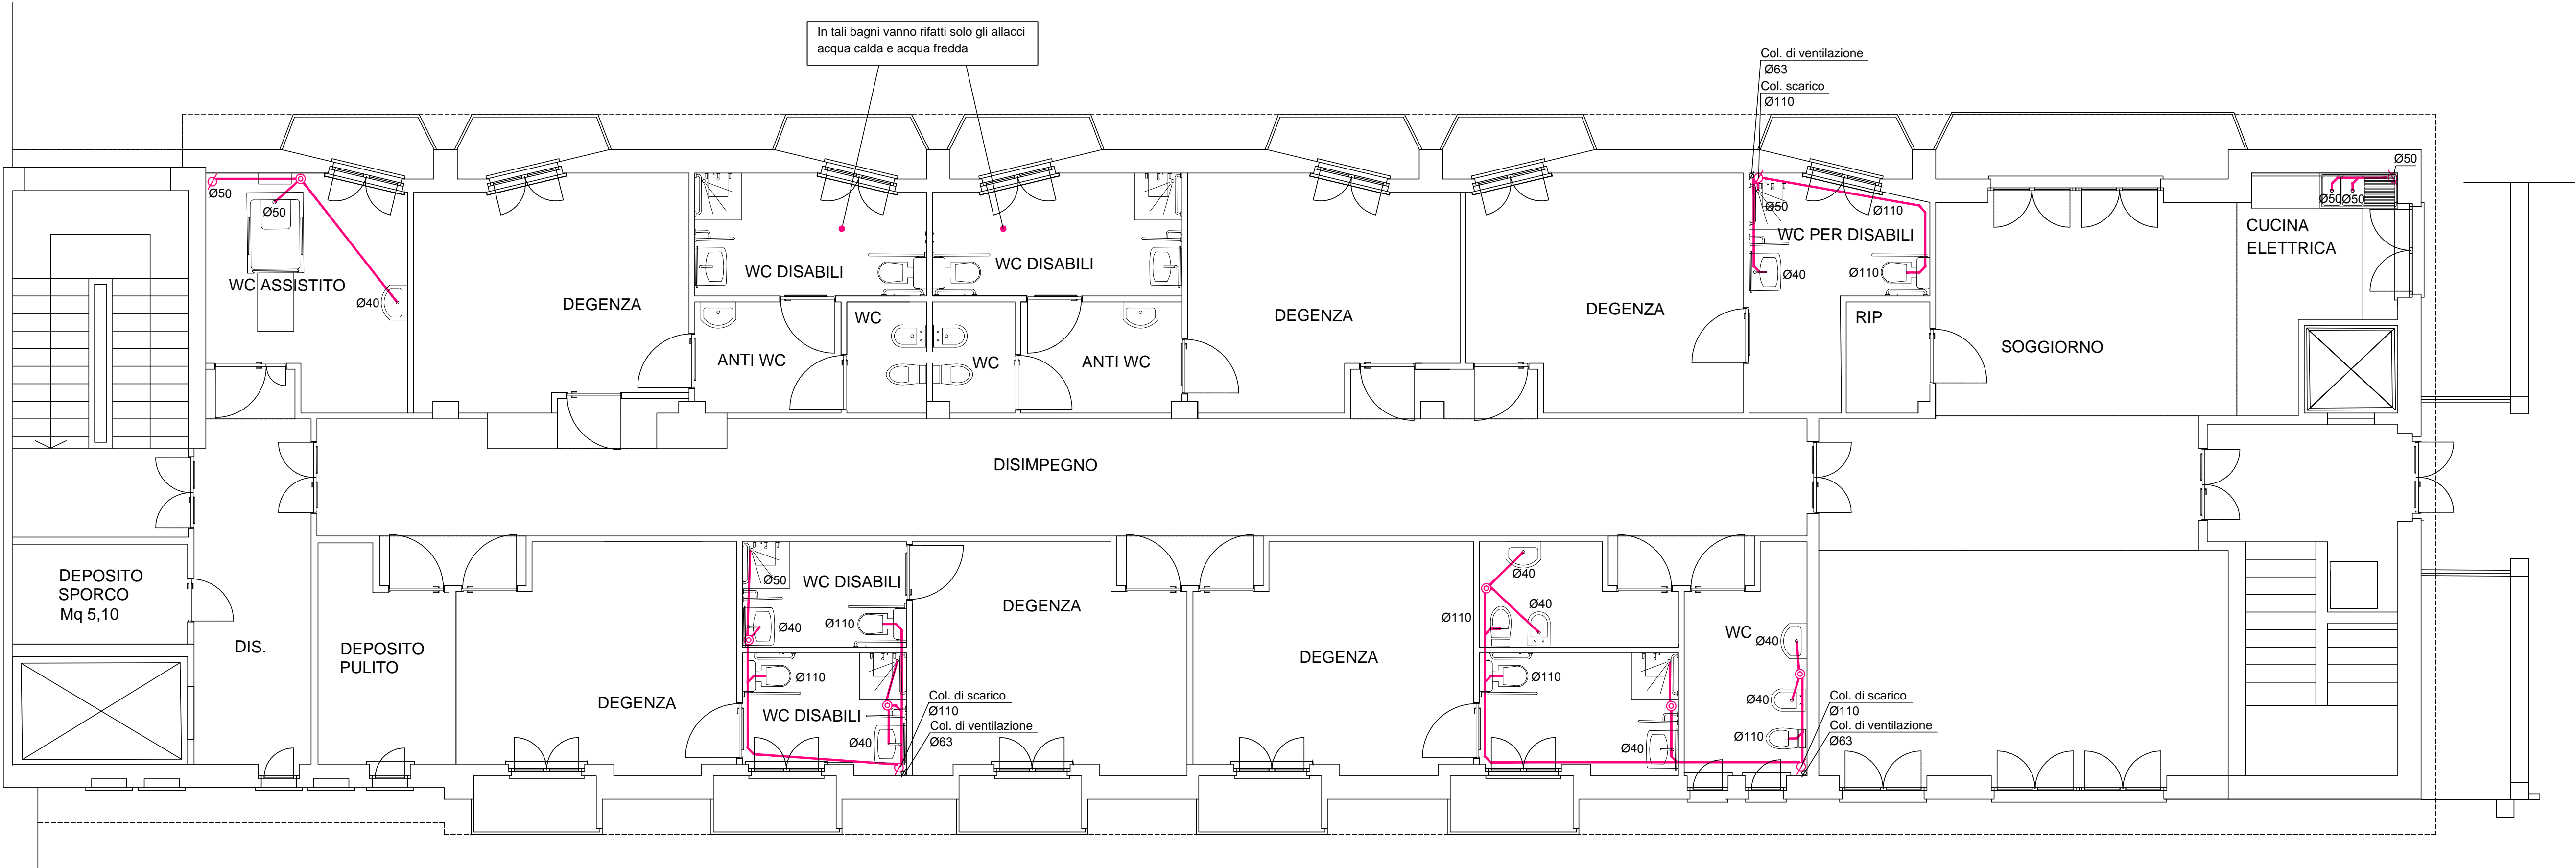 In tali bagni vanno rifatti solo gli allacci
acqua calda e acqua fredda
Col. di ventilazione
Ø63
Col. scarico
Ø110
Ø50
Ø50
Ø50
WC ASSISTITO
Ø40
DEGENZA
WC DISABILI
WC DISABILI
ANTI WC
WC
WC
ANTI WC
DEGENZA
DEGENZA
Ø50
Ø110
WC PER DISABILI
Ø40
Ø110
RIP
SOGGIORNO
Ø50
Ø50
CUCINA
ELETTRICA
DISIMPEGNO
DEPOSITO
SPORCO
Mq 5,10
DIS.
DEPOSITO
PULITO
DEGENZA
Ø50
WC DISABILI
Ø40
Ø110
Ø110
WC DISABILI
Ø40
Col. di scarico
Ø110
Col. di ventilazione
Ø63
DEGENZA
DEGENZA
Ø40
Ø40
Ø110
Ø110
Ø40
WC
Ø40
Ø40
Ø110
Col. di scarico
Ø110
Col. di ventilazione
Ø63